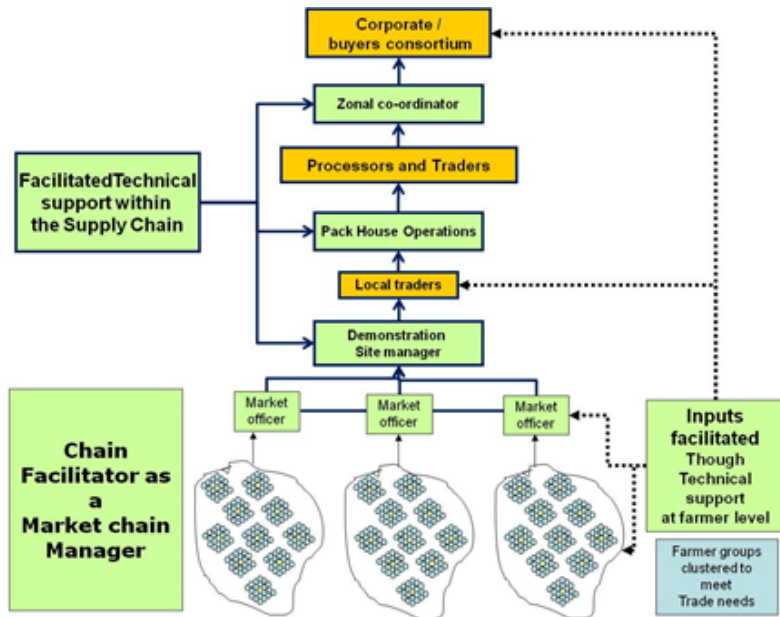 Corporate /
buyers consortium
Zonal co-ordinator
Processors and Traders
FacilitatedTechnical
support within
the Supply Chain
Pack House Operations
Local traders
Demonstration
Site manager
Market
officer
Market
officer
Market
officer
Chain
Facilitator as
a
Market chain
Manager
Inputs
facilitated
Though
Technical
support
at farmer level
Farmer groups
clustered to
meet
Trade needs